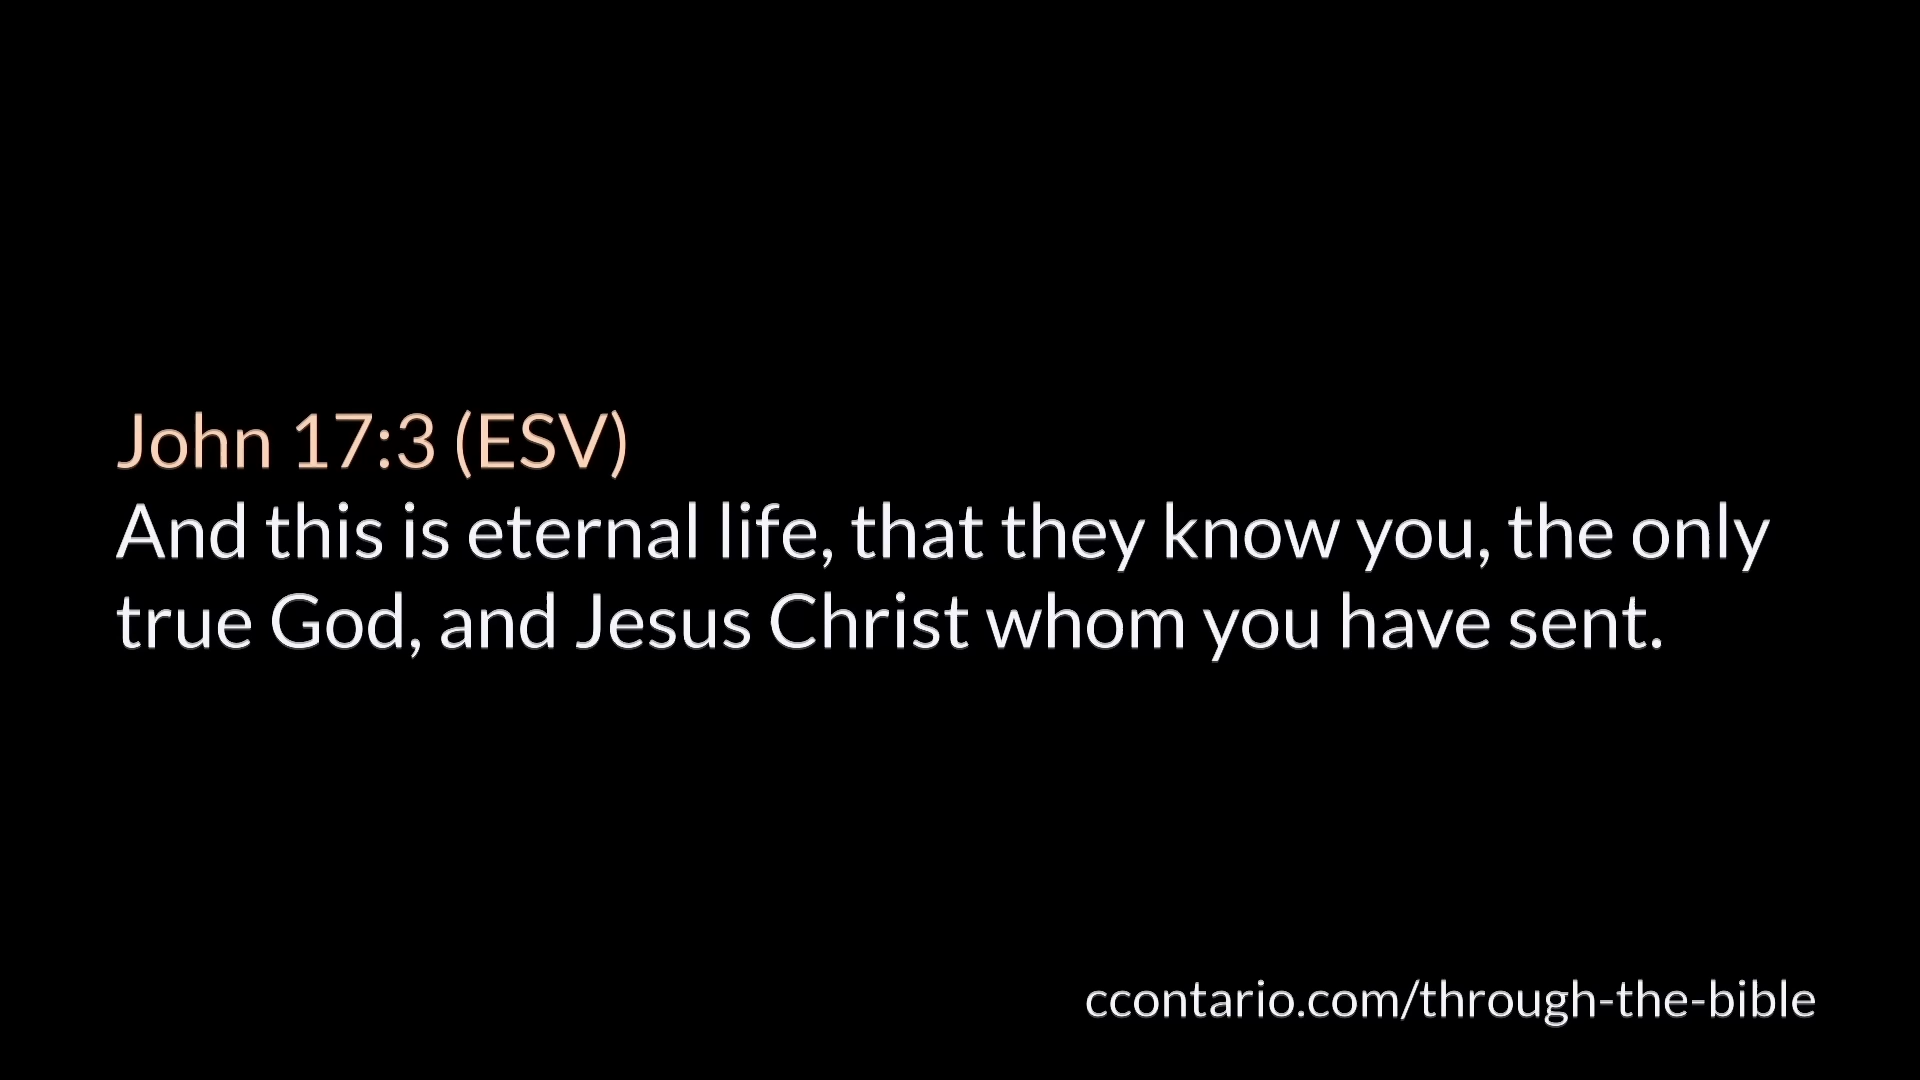 John 17:3 (ESV)
And this is eternal life, that they know you, the only
true God, and Jesus Christ whom you have sent.
ccontario.com/through-the-bible